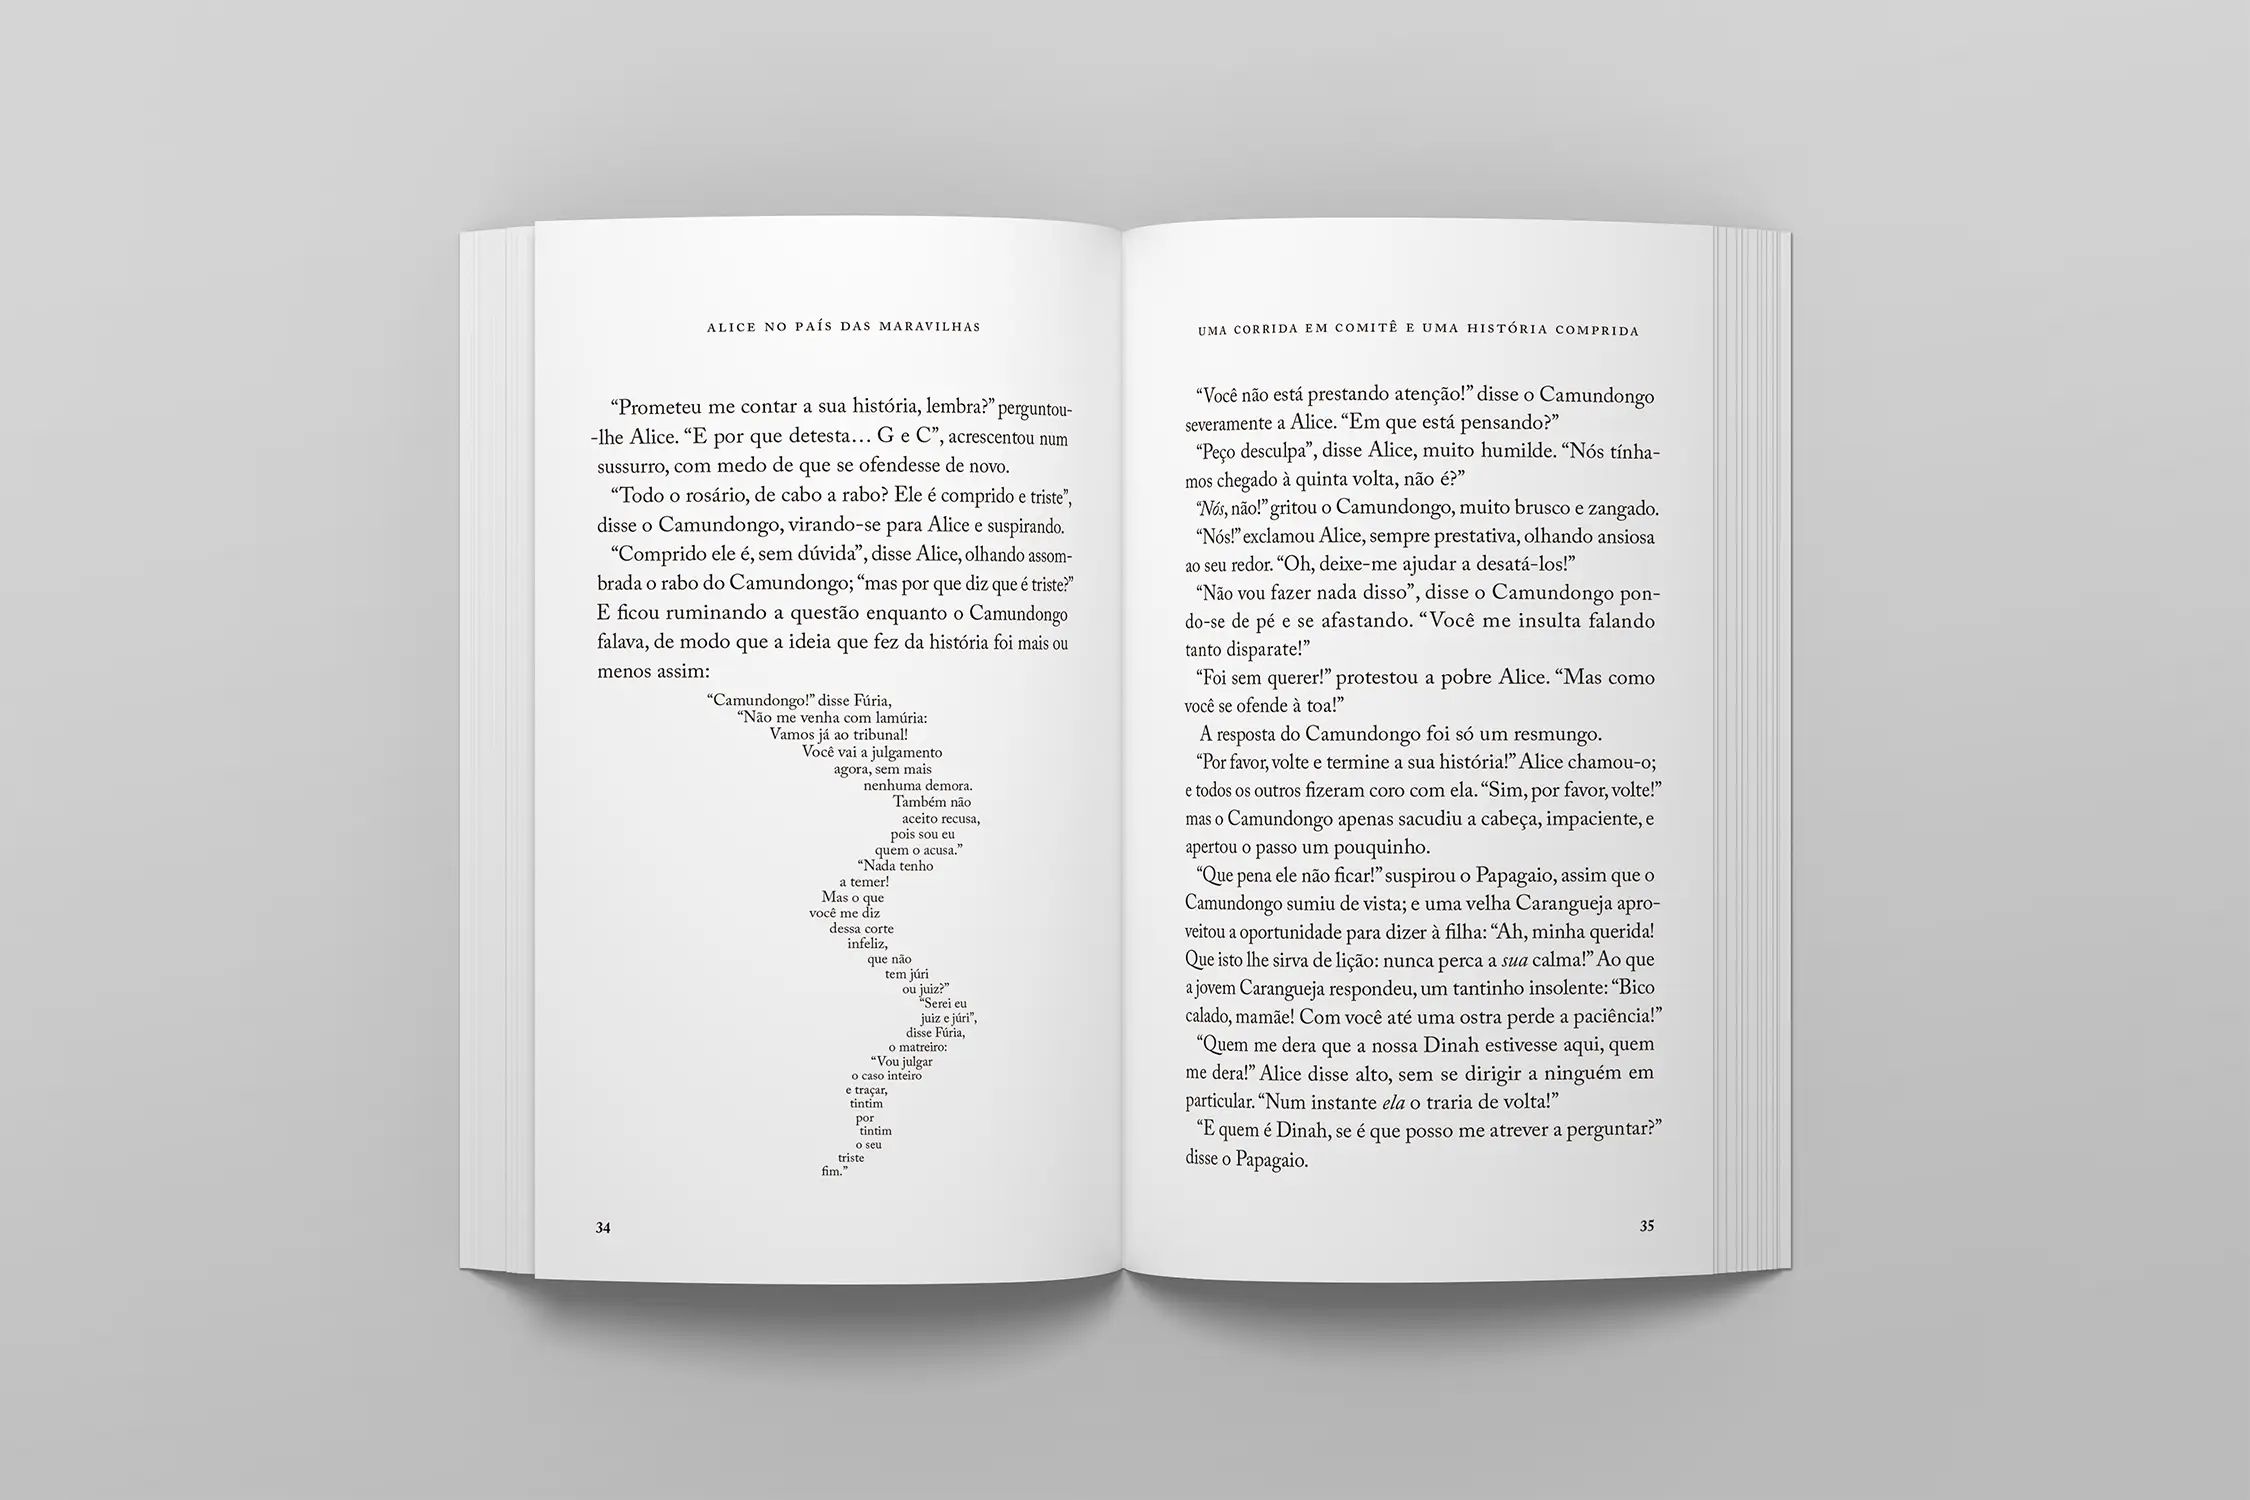 ALICE NO PAÍS DAS MARAVILHAS
“Prometeu me contar a sua história, lembra?” perguntou-
-lhe Alice. “E por que detesta… G e C”, acrescentou num
sussurro, com medo de que se ofendesse de novo.
“Todo o rosário, de cabo a rabo? Ele é comprido e triste”,
disse o Camundongo, virando-se para Alice e suspirando.
“Comprido ele é, sem dúvida”, disse Alice, olhando assom-
brada o rabo do Camundongo; “mas por que diz que é triste?”
E ficou ruminando a questão enquanto o Camundongo
falava, de modo que a ideia que fez da história foi mais ou
menos assim:
“Camundongo!” disse Fúria,
“Não me venha com lamúria:
Vamos já ao tribunal!
Você vai a julgamento
agora, sem mais
nenhuma demora.
Também não
aceito recusa,
pois sou eu
quem o acusa.”
“Nada tenho
a temer!
Mas o que
você me diz
dessa corte
infeliz,
que não
tem júri
ou juiz?”
“Serei eu
juiz e júri”,
disse Fúria,
o matreiro:
“Vou julgar
o caso inteiro
e traçar,
tintim
por
tintim
o seu
triste
fim.”
34
UMA CORRIDA EM COMITÊ E UMA HISTÓRIA COMPRIDA
“Você não está prestando atenção!” disse o Camundongo
severamente a Alice. “Em que está pensando?”
“Peço desculpa”, disse Alice, muito humilde. “Nós tínha-
mos chegado à quinta volta, não é?”
“Nós, não!” gritou o Camundongo, muito brusco e zangado.
“Nós!” exclamou Alice, sempre prestativa, olhando ansiosa
ao seu redor. “Oh, deixe-me ajudar a desatá-los!”
“Não vou fazer nada disso”, disse o Camundongo pon-
do-se de pé e se afastando. “Você me insulta falando
tanto disparate!”
“Foi sem querer!” protestou a pobre Alice. “Mas como
você se ofende à toa!”
A resposta do Camundongo foi só um resmungo.
“Por favor, volte e termine a sua história!” Alice chamou-o;
e todos os outros fizeram coro com ela. “Sim, por favor, volte!”
mas o Camundongo apenas sacudiu a cabeça, impaciente, e
apertou o passo um pouquinho.
“Que pena ele não ficar!” suspirou o Papagaio, assim que o
Camundongo sumiu de vista; e uma velha Carangueja apro-
veitou a oportunidade para dizer à filha: “Ah, minha querida!
Que isto lhe sirva de lição: nunca perca a sua calma!” Ao que
a jovem Carangueja respondeu, um tantinho insolente: “Bico
calado, mamãe! Com você até uma ostra perde a paciência!”
“Quem me dera que a nossa Dinah estivesse aqui, quem
me dera!” Alice disse alto, sem se dirigir a ninguém em
particular. “Num instante ela o traria de volta!”
“E quem é Dinah, se é que posso me atrever a perguntar?”
disse o Papagaio.
35